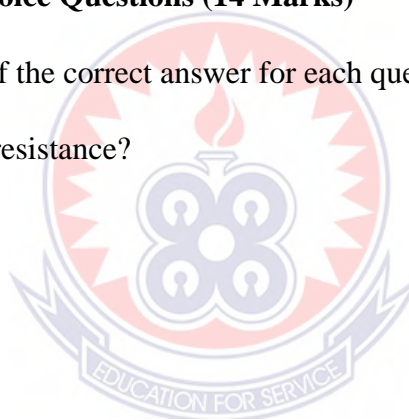 oice Questions (14 Marks)
f the correct answer for each que
resistance?
EDUCATION FOR SERVICE